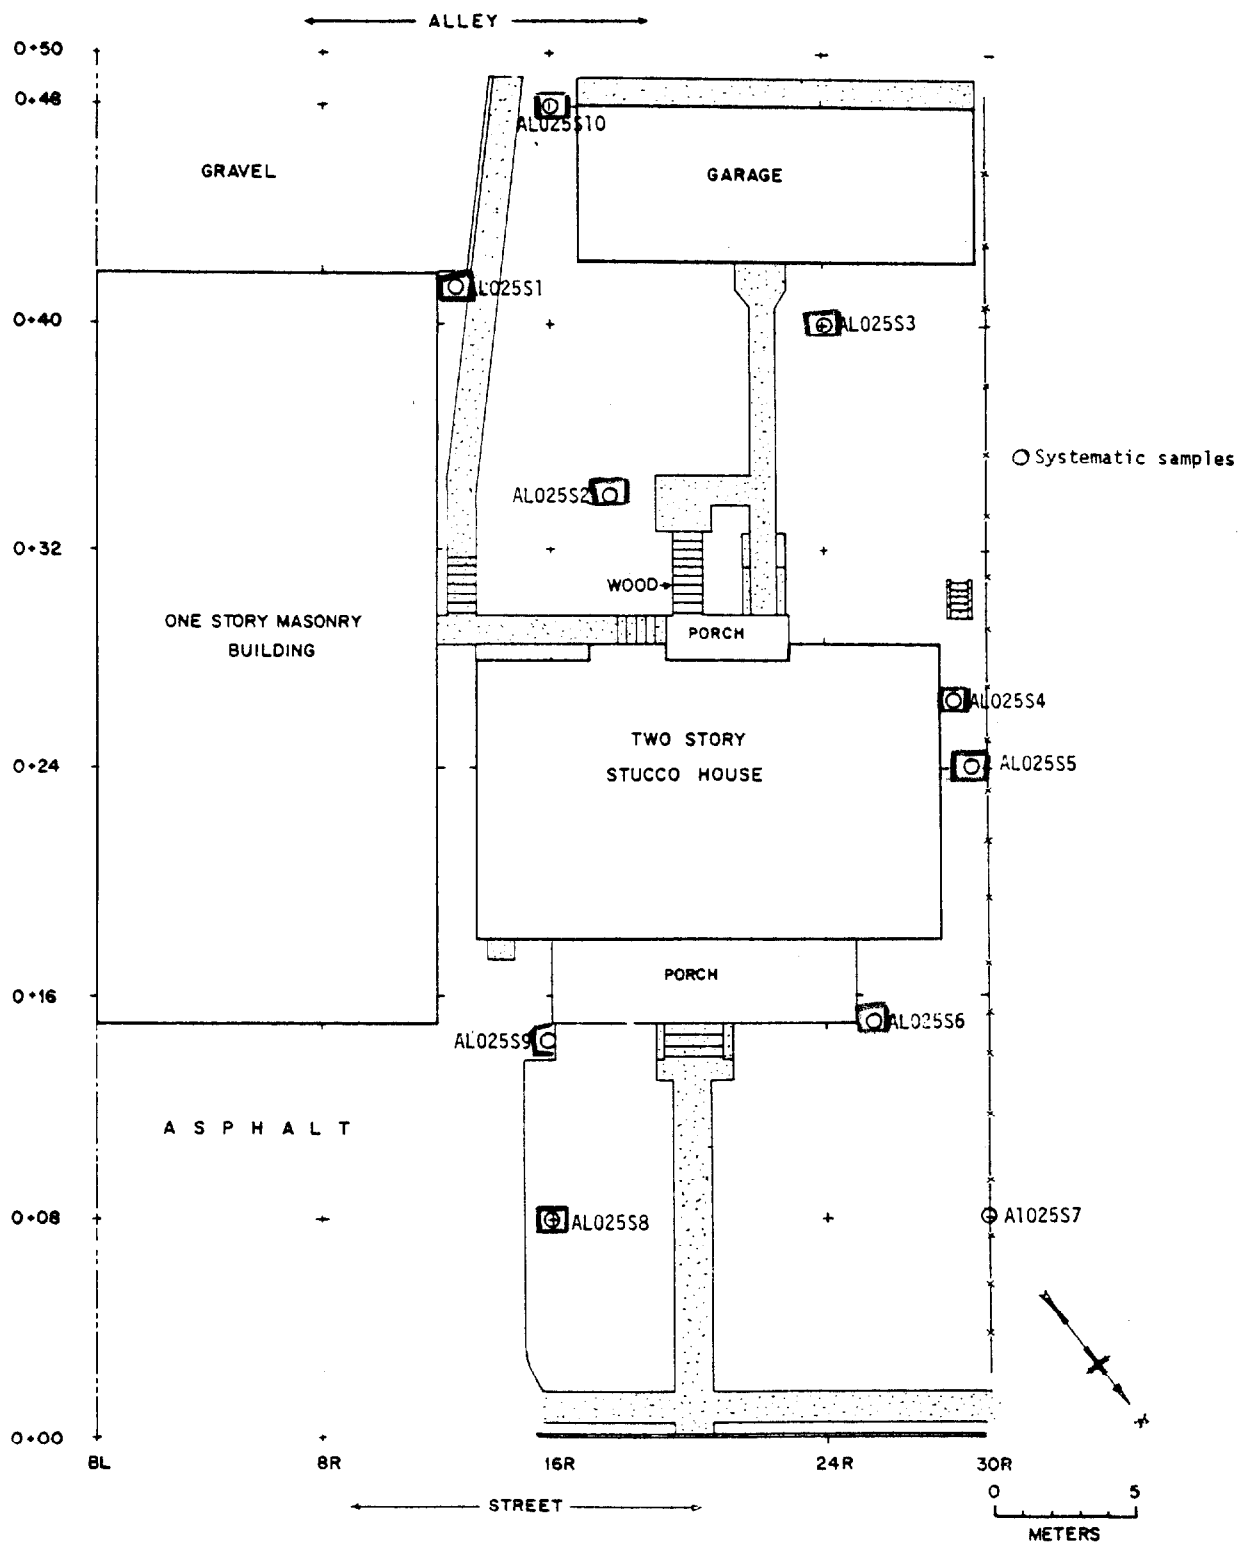 ALLEY
0+50
0+48
AL025S10
GRAVEL
GARAGE
AL025S1
0+40
AL025S3
Systematic samples
AL025S2
0+32
WOOD
ONE STORY MASONRY
BUILDING
PORCH
AL025S4
TWO STORY
STUCCO HOUSE
0+24
AL025S5
PORCH
0+16
AL025S9
AL025S6
ASPHALT
0+08
AL025S8
A1025S7
0+00
8L 8R 16R 24R 30R
STREET
0 5
METERS